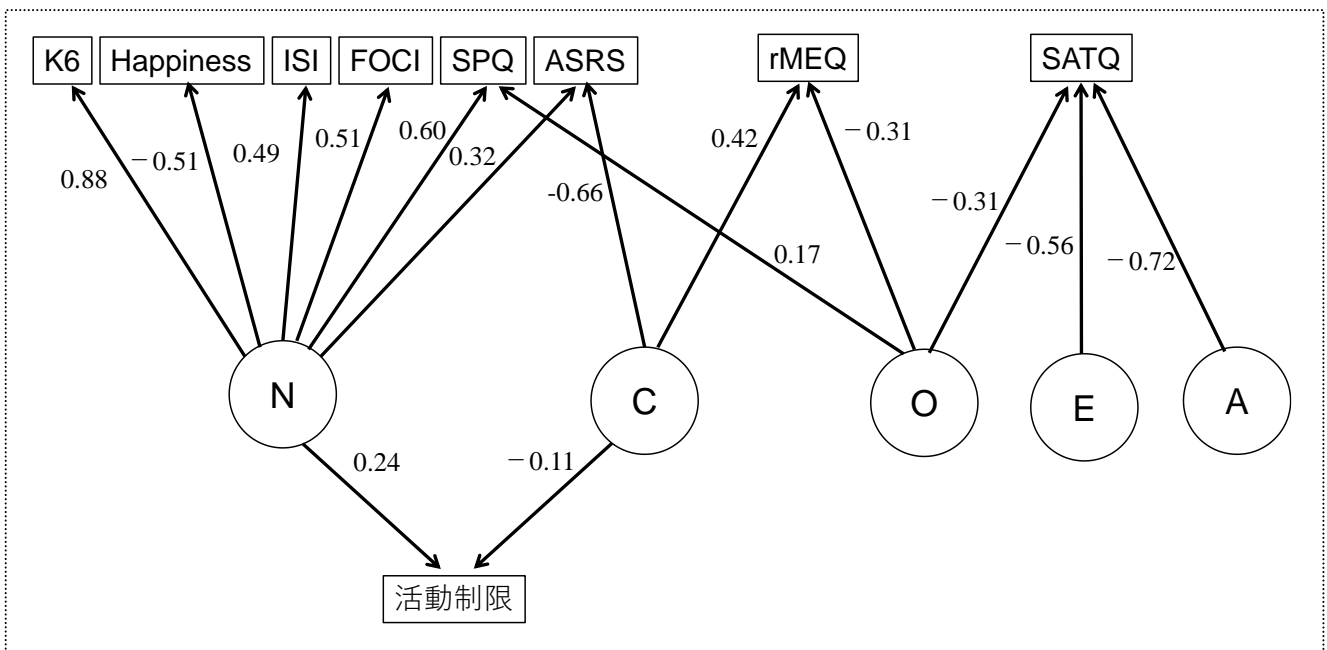 K6 Happiness ISI FOCI SPQ ASRS rMEQ SATQ
0.88 －0.51 0.49 0.51 0.60 0.32 -0.66 0.42 －0.31 0.17 －0.31 －0.56 －0.72
N C O E A
0.24 －0.11
活動制限